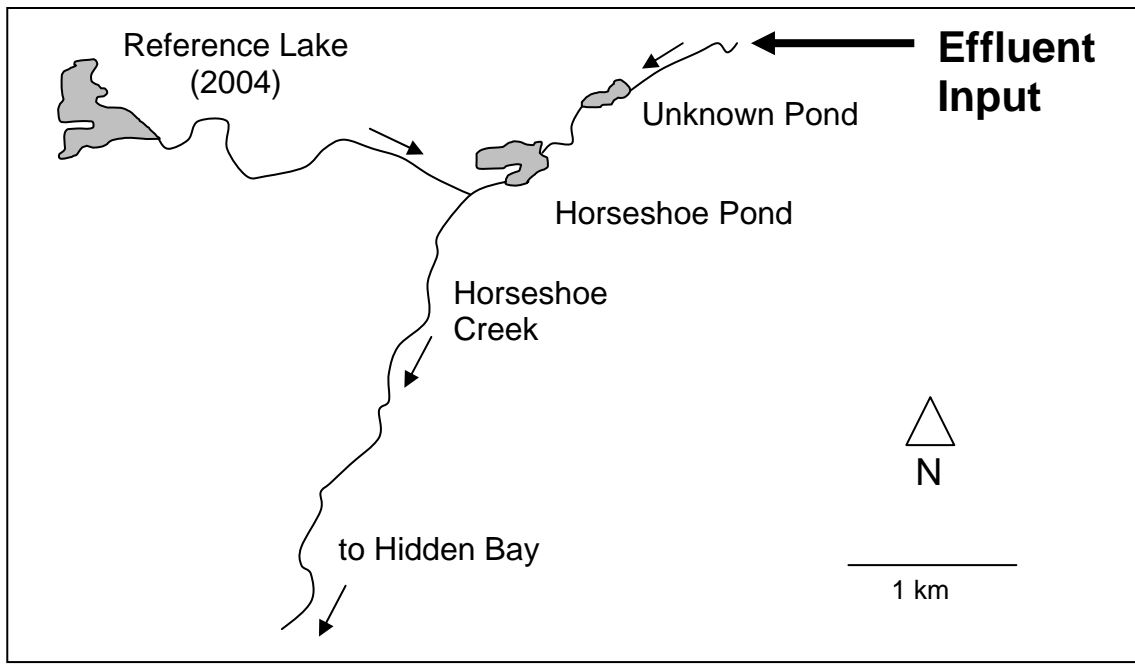 Reference Lake
(2004)
Effluent
Input
Unknown Pond
Horseshoe Pond
Horseshoe
Creek
N
to Hidden Bay
1 km